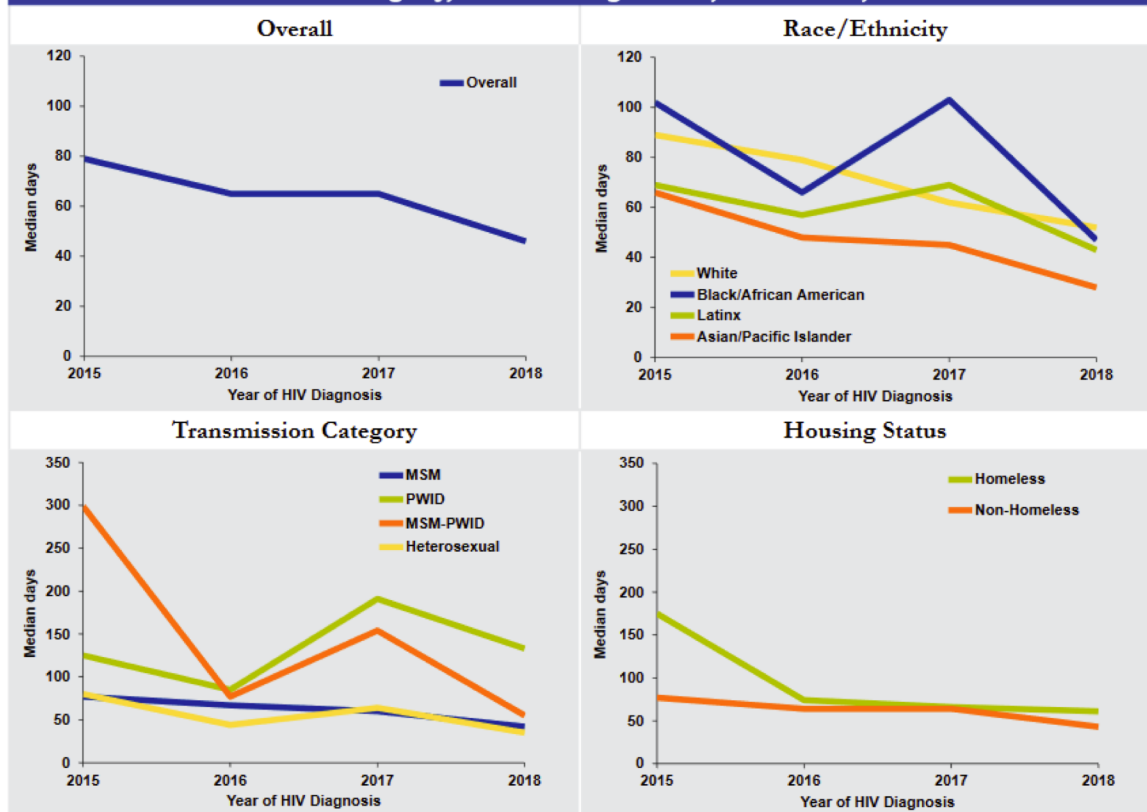 Overall
120
100
80
60
40
20
0
Median days
Overall
2015 2016 2017 2018
Year of HIV Diagnosis
Race/Ethnicity
120
100
80
60
40
20
0
Median days
White
Black/African American
Latinx
Asian/Pacific Islander
2015 2016 2017 2018
Year of HIV Diagnosis
Transmission Category
350
300
250
200
150
100
50
0
Median days
MSM
PWID
MSM-PWID
Heterosexual
2015 2016 2017 2018
Year of HIV Diagnosis
Housing Status
350
300
250
200
150
100
50
0
Median days
Homeless
Non-Homeless
2015 2016 2017 2018
Year of HIV Diagnosis